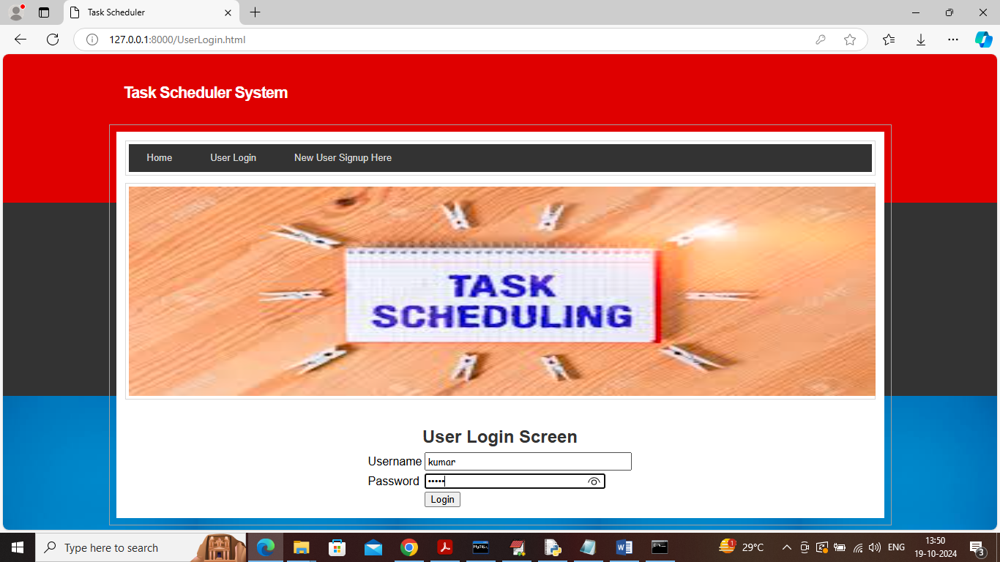 Task Scheduler
127.0.0.1:8000/UserLogin.html
Task Scheduler System
Home User Login New User Signup Here
TASK
SCHEDULING
User Login Screen
Username kumar
Password •••••
Login
Type here to search
29°C
ENG
13:50
19-10-2024
1
3